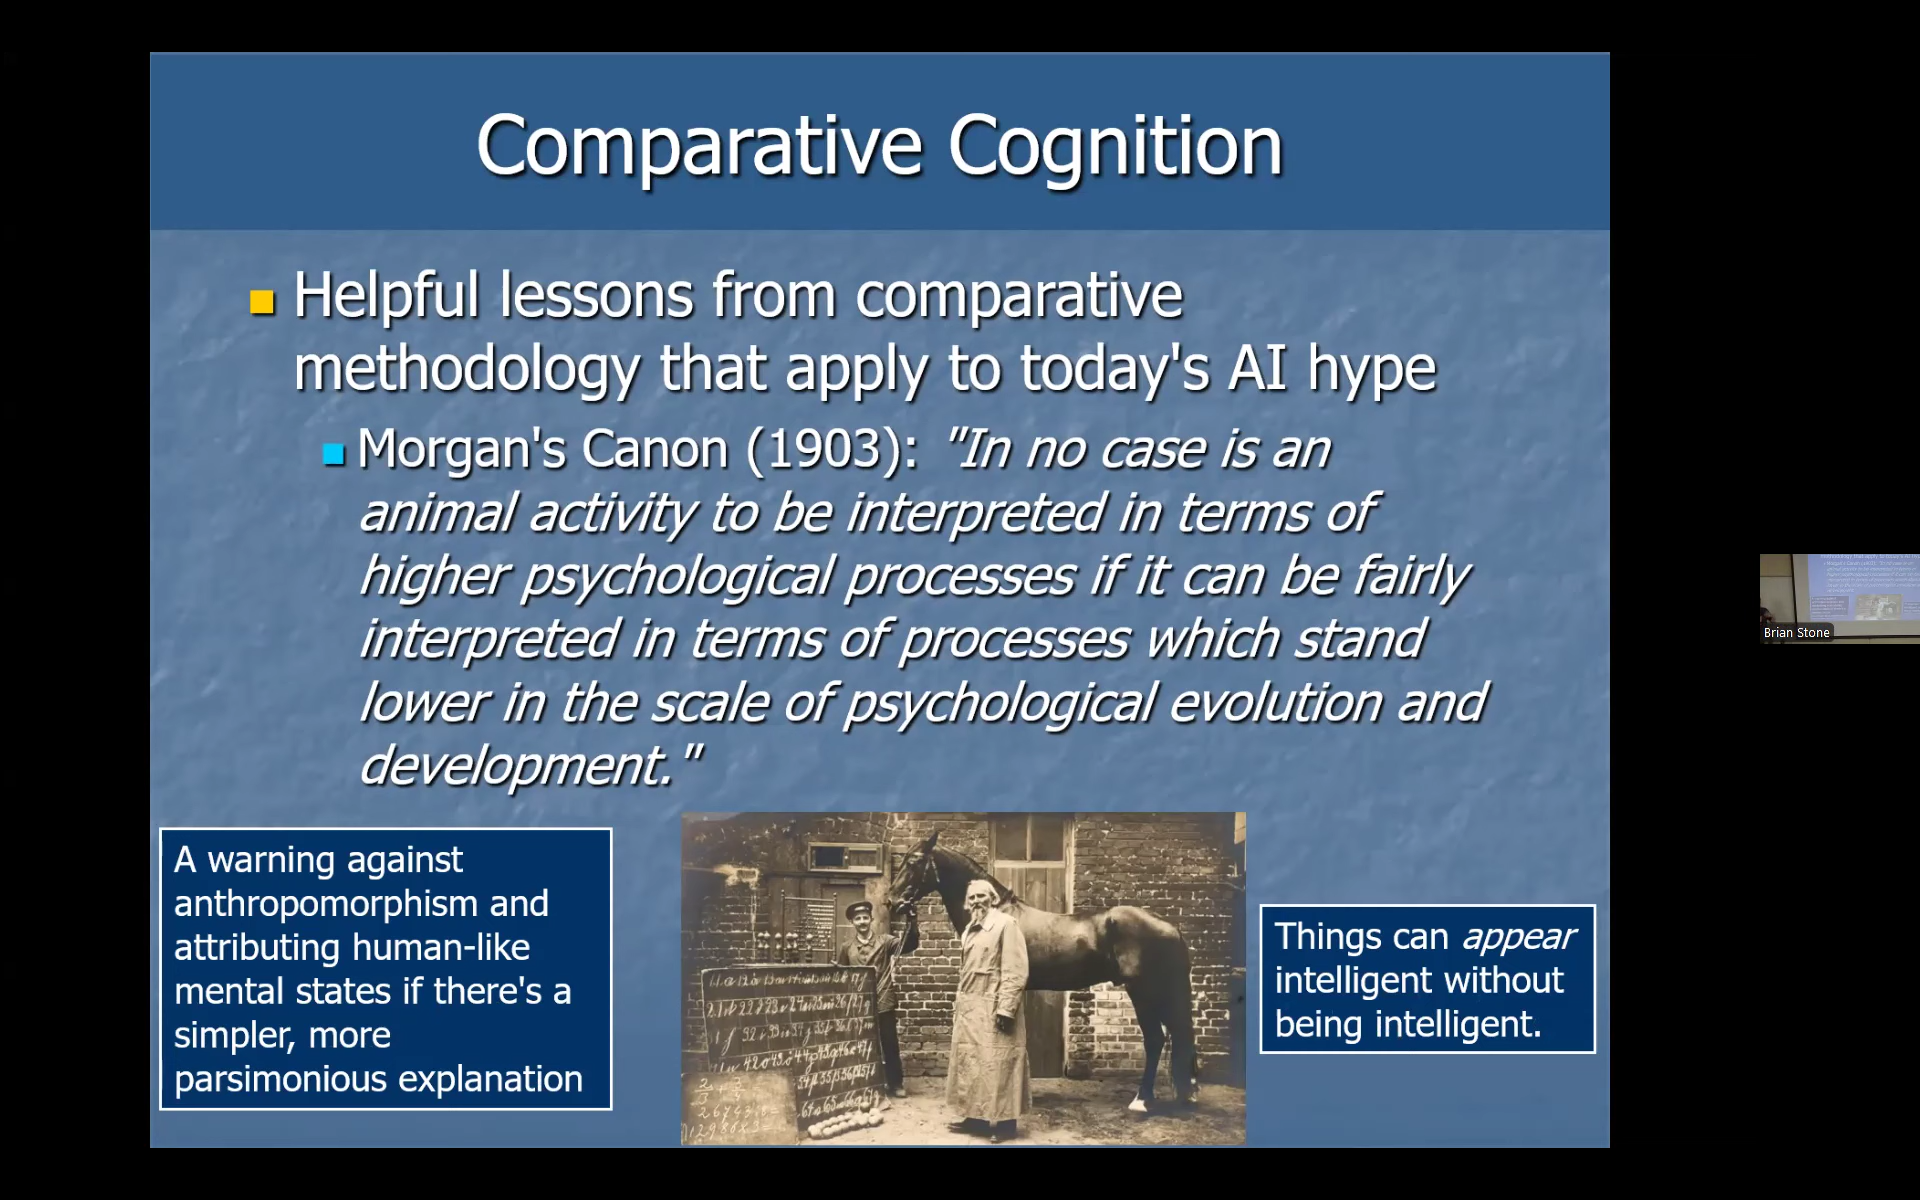 Comparative Cognition
Helpful lessons from comparative
methodology that apply to today's AI hype
Morgan's Canon (1903): "In no case is an
animal activity to be interpreted in terms of
higher psychological processes if it can be fairly
interpreted in terms of processes which stand
lower in the scale of psychological evolution and
development."
A warning against
anthropomorphism and
attributing human-like
mental states if there's a
simpler, more
parsimonious explanation
Things can appear
intelligent without
being intelligent.
Brian Stone